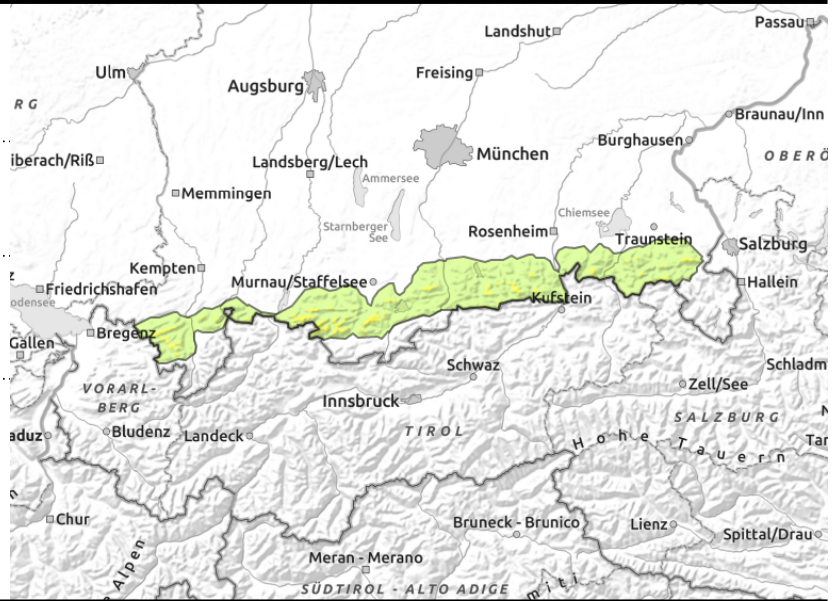 Passau
Landshut
Ulm
Freising
Augsburg
RG
Braunau/Inn
Burghausen
iberach/Riß
Landsberg/Lech
München
OBERÖ
Ammersee
Memmingen
Chiemsee
Starnberger
See
Rosenheim
Traunstein
Salzburg
Kempten
Murnau/Staffelsee
Hallein
z
Friedrichshafen
odensee
Kufstein
Bregenz
Gallen
Schwaz
Schladm
VORARL-
BERG
Zell/See
Innsbruck
SALZBURG
N
aduz
Bludenz
Landeck
TIROL
Hohe Tauern
Tar
n
Chur
Bruneck - Brunico
Lienz
Spittal/Drau
Alpen
Meran - Merano
SÜDTIROL - ALTO ADIGE
miti